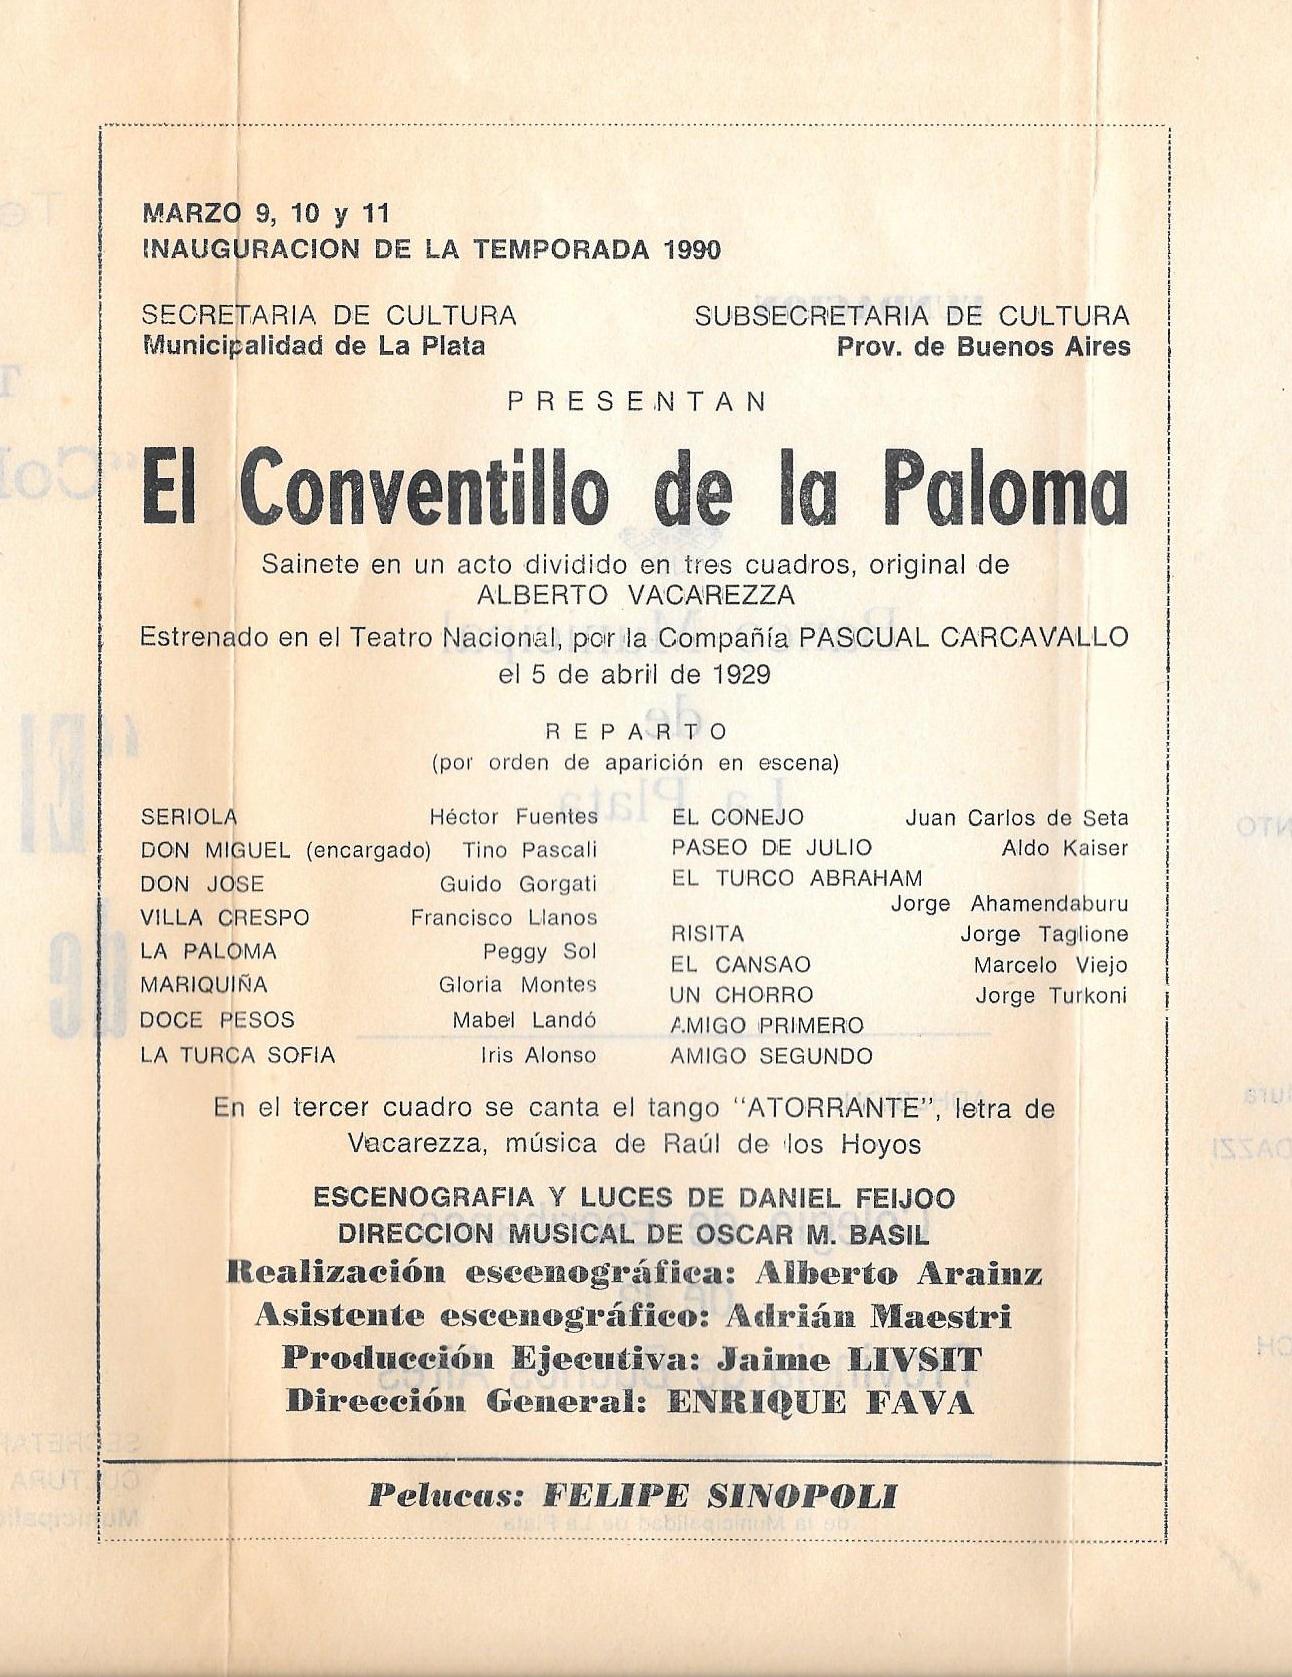 MARZO 9, 10 y 11
INAUGURACION DE LA TEMPORADA 1990
SECRETARIA DE CULTURA SUBSECRETARIA DE CULTURA
Municipalidad de La Plata Prov. de Buenos Aires
PRESENTAN
El Conventillo de la Paloma
Sainete en un acto dividido en tres cuadros, original de
ALBERTO VACAREZZA
Estrenado en el Teatro Nacional, por la Compañía PASCUAL CARCAVALLO
el 5 de abril de 1929
REPARTO
(por orden de aparición en escena)
SERIOLA Héctor Fuentes
DON MIGUEL (encargado) Tino Pascali
DON JOSE Guido Gorgati
VILLA CRESPO Francisco Llanos
LA PALOMA Peggy Sol
MARIQUIÑA Gloria Montes
DOCE PESOS Mabel Landó
LA TURCA SOFIA Iris Alonso
EL CONEJO Juan Carlos de Seta
PASEO DE JULIO Aldo Kaiser
EL TURCO ABRAHAM
Jorge Ahamendaburu
RISITA Jorge Taglione
EL CANSAO Marcelo Viejo
UN CHORRO Jorge Turkoni
AMIGO PRIMERO
AMIGO SEGUNDO
En el tercer cuadro se canta el tango "ATORRANTE", letra de
Vacarezza, música de Raúl de los Hoyos
ESCENOGRAFIA Y LUCES DE DANIEL FEIJOO
DIRECCION MUSICAL DE OSCAR M. BASIL
Realización escenográfica: Alberto Arainz
Asistente escenográfico: Adrián Maestri
Producción Ejecutiva: Jaime LIVSIT
Dirección General: ENRIQUE FAVA
Pelucas: FELIPE SINOPOLI